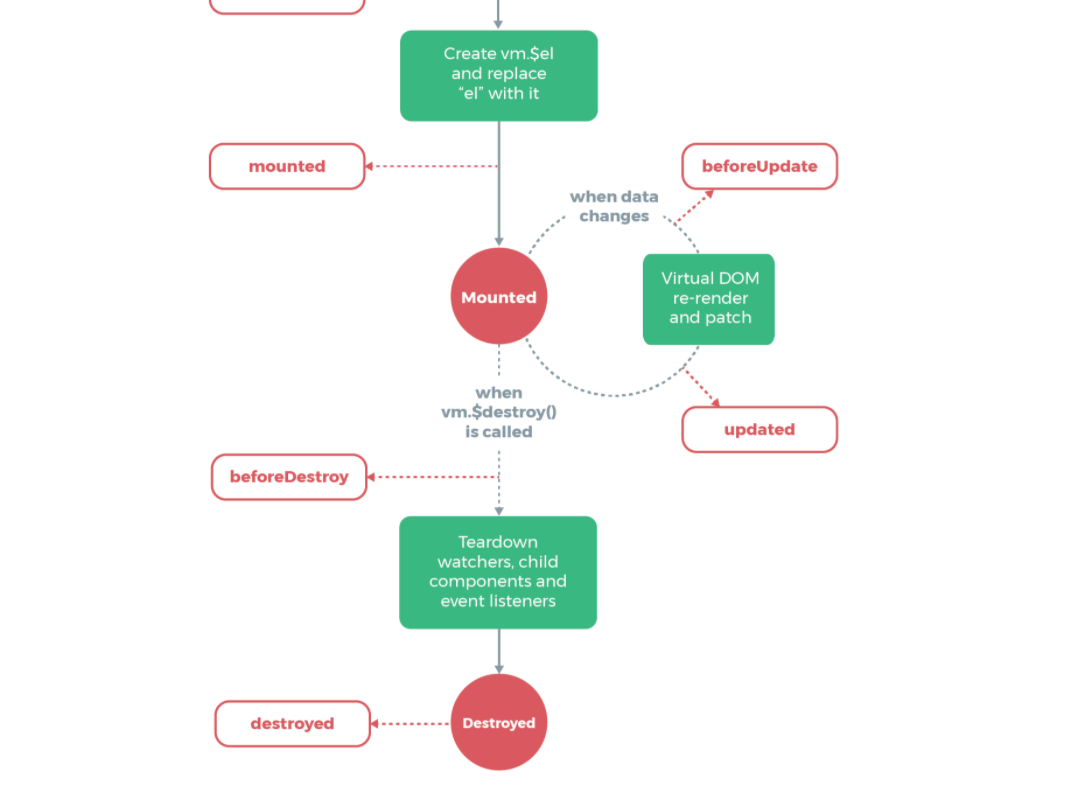 Create vm.$el
and replace
“el” with it
mounted
beforeUpdate
when data
changes
Mounted
Virtual DOM
re-render
and patch
when
vm.$destroy()
is called
updated
beforeDestroy
Teardown
watchers, child
components and
event listeners
destroyed
Destroyed